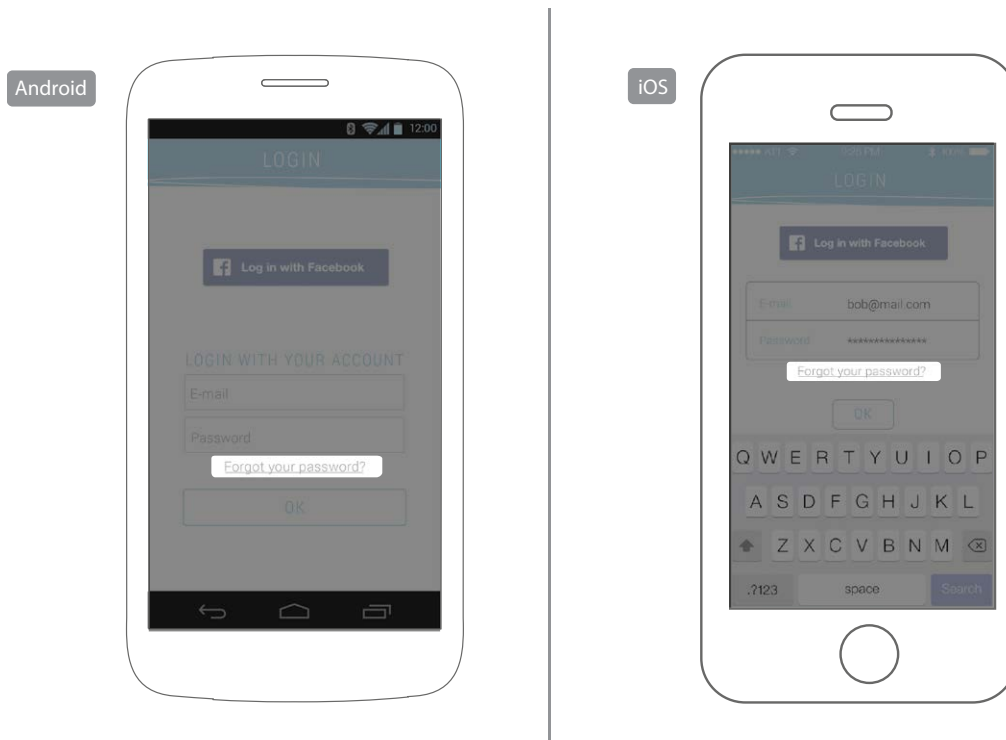 Android
12:00
LOGIN
Log in with Facebook
LOGIN WITH YOUR ACCOUNT
E-mail
Password
Forgot your password?
OK
iOS
LOGIN
Log in with Facebook
E-mail bob@mail.com
Password ***************
Forgot your password?
OK
Q W E R T Y U I O P
A S D F G H J K L
Z X C V B N M
.?123 space Search